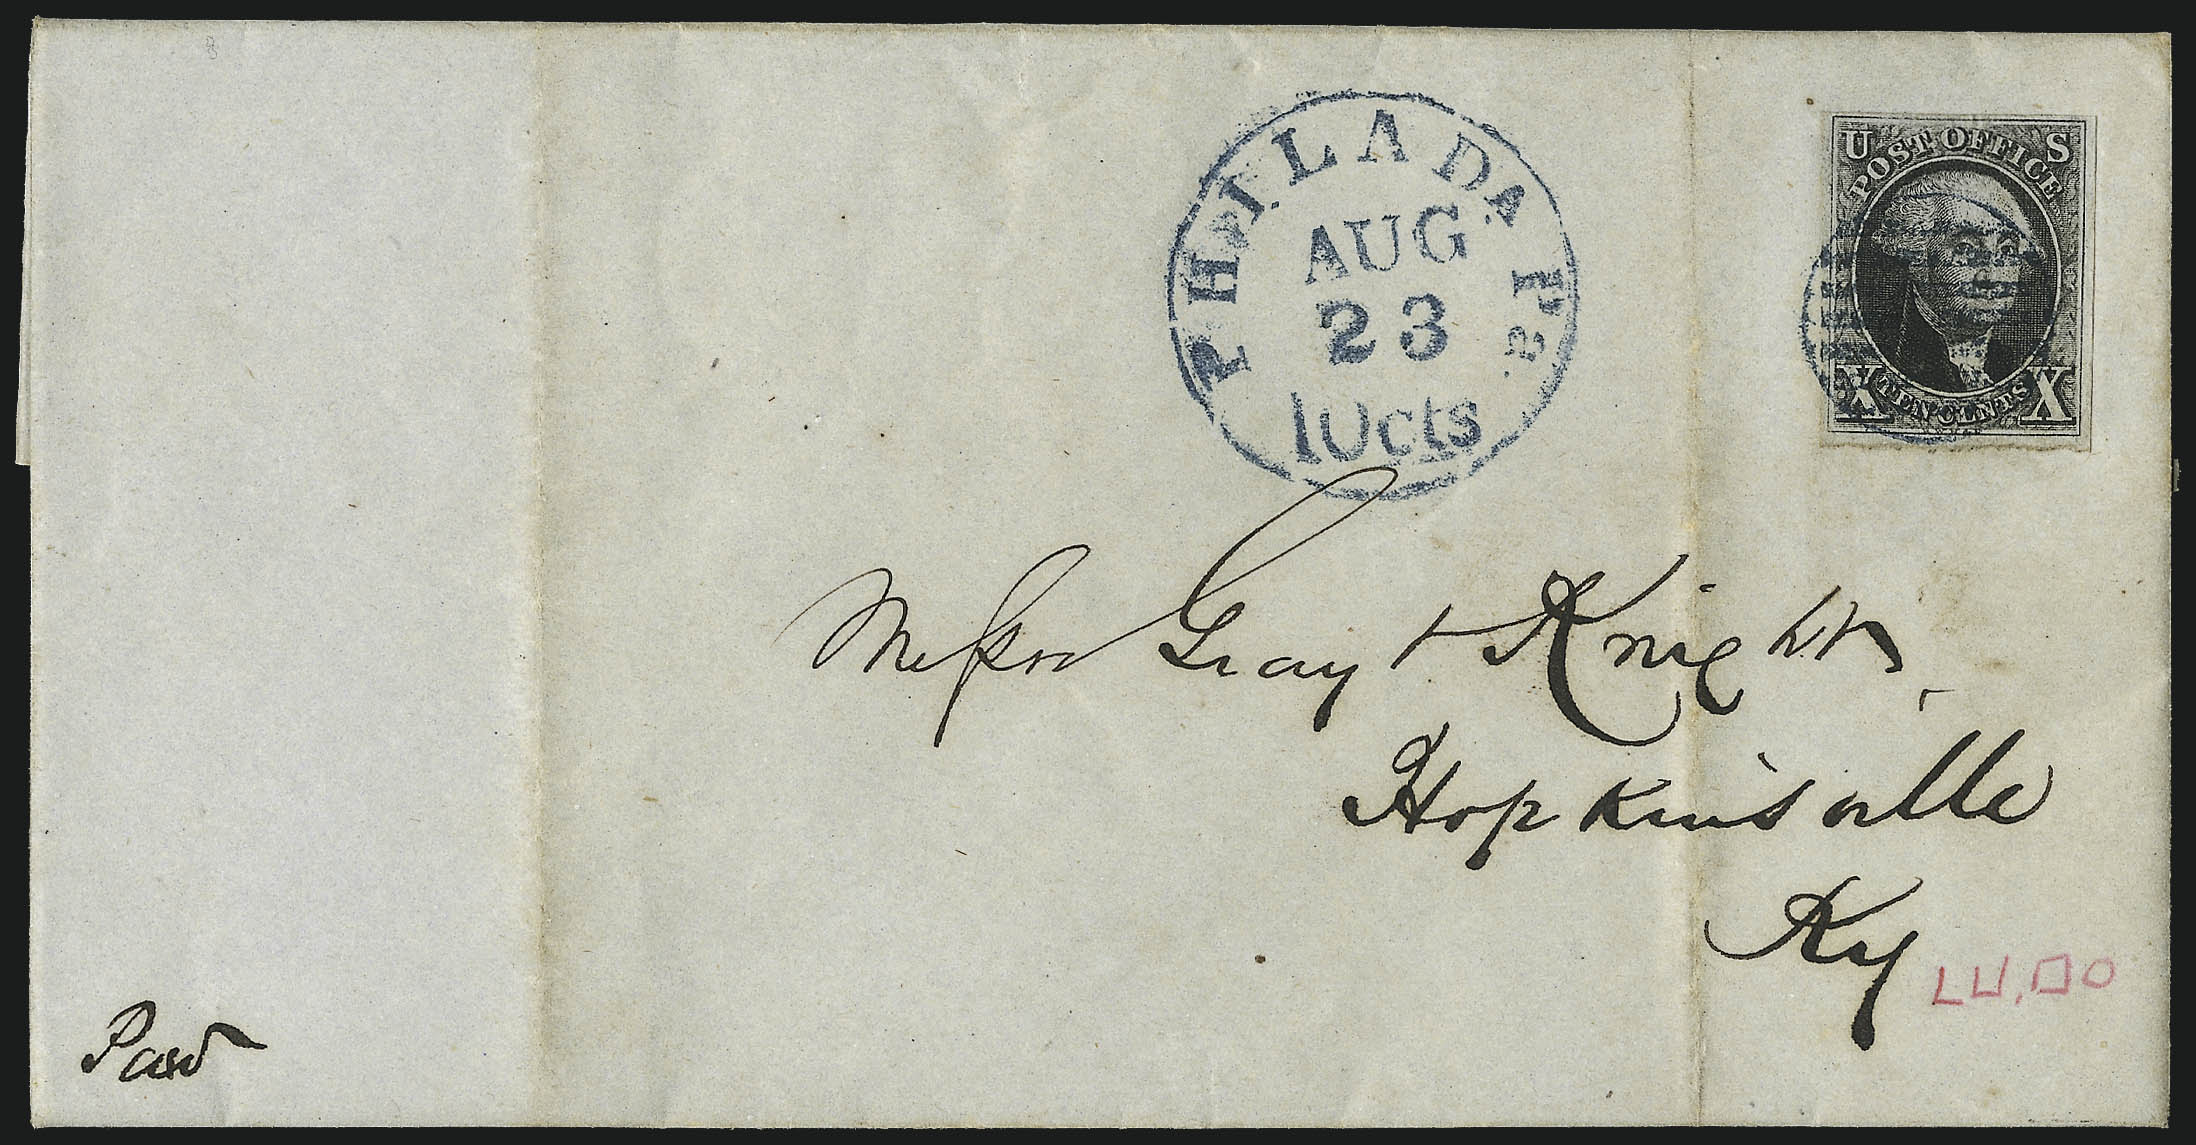 PHILADA. Pa.
AUG
23
10cts
U S
POST OFFICE
X TEN CENTS X
Messrs Gray + Knight,
Hopkinsville
Ky
Paid